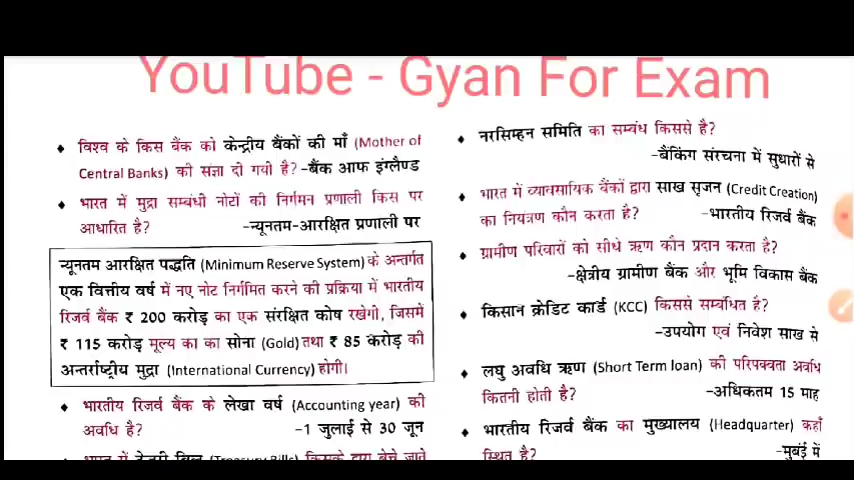 YouTube - Gyan For Exam
♦ विश्व के किस बैंक को केन्द्रीय बैंकों की माँ (Mother of
Central Banks) की संज्ञा दी गयी है? -बैंक आफ इंग्लैण्ड
♦ भारत में मुद्रा सम्बंधी नोटों की निर्गमन प्रणाली किस पर
आधारित है? -न्यूनतम-आरक्षित प्रणाली पर
न्यूनतम आरक्षित पद्धति (Minimum Reserve System) के अन्तर्गत
एक वित्तीय वर्ष में नए नोट निर्गमित करने की प्रक्रिया में भारतीय
रिजर्व बैंक ₹ 200 करोड़ का एक संरक्षित कोष रखेगी, जिसमें
₹ 115 करोड़ मूल्य का का सोना (Gold) तथा ₹ 85 करोड़ की
अन्तर्राष्ट्रीय मुद्रा (International Currency) होगी।
♦ भारतीय रिजर्व बैंक के लेखा वर्ष (Accounting year) की
अवधि है? -1 जुलाई से 30 जून
भारत में ट्रेजरी बिल (Treasury Bills) किसके द्वारा बेचे जाते
♦ नरसिम्हन समिति का सम्बंध किससे है?
-बैंकिंग संरचना में सुधारों से
♦ भारत में व्यावसायिक बैंकों द्वारा साख सृजन (Credit Creation)
का नियंत्रण कौन करता है? -भारतीय रिजर्व बैंक
♦ ग्रामीण परिवारों को सीधे ऋण कौन प्रदान करता है?
-क्षेत्रीय ग्रामीण बैंक और भूमि विकास बैंक
♦ किसान क्रेडिट कार्ड (KCC) किससे सम्बंधित है?
-उपयोग एवं निवेश साख से
♦ लघु अवधि ऋण (Short Term loan) की परिपक्वता अवधि
कितनी होती है? -अधिकतम 15 माह
♦ भारतीय रिजर्व बैंक का मुख्यालय (Headquarter) कहाँ
स्थित है? -मुबंई में